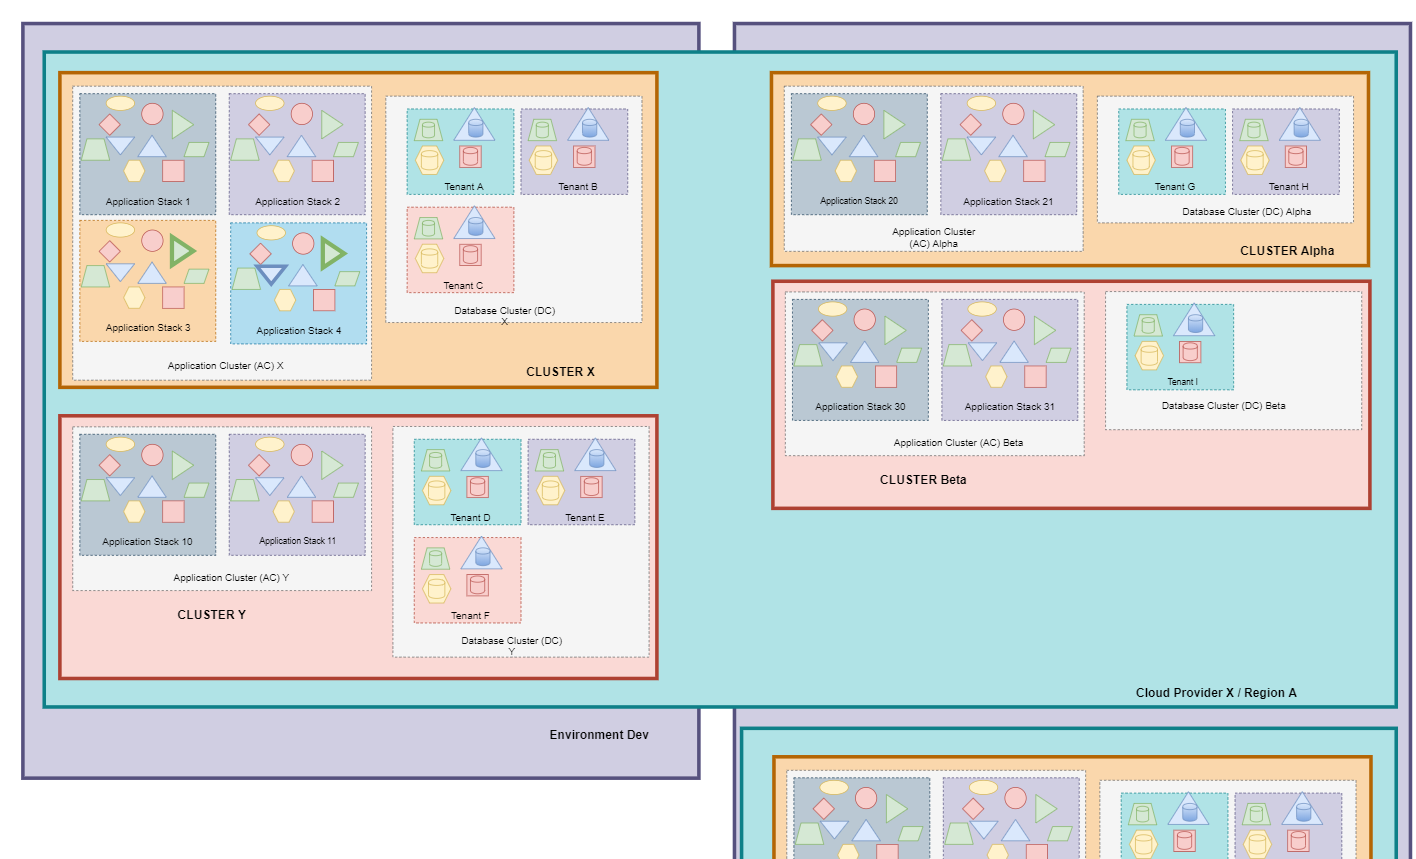 Application Stack 1
Application Stack 2
Application Stack 3
Application Stack 4
Application Cluster (AC) X
Tenant A
Tenant B
Tenant C
Database Cluster (DC)
X
CLUSTER X
Application Stack 10
Application Stack 11
Application Cluster (AC) Y
CLUSTER Y
Tenant D
Tenant E
Tenant F
Database Cluster (DC)
Y
Environment Dev
Application Stack 20
Application Stack 21
Application Cluster
(AC) Alpha
Tenant G
Tenant H
Database Cluster (DC) Alpha
CLUSTER Alpha
Application Stack 30
Application Stack 31
Application Cluster (AC) Beta
CLUSTER Beta
Tenant I
Database Cluster (DC) Beta
Cloud Provider X / Region A